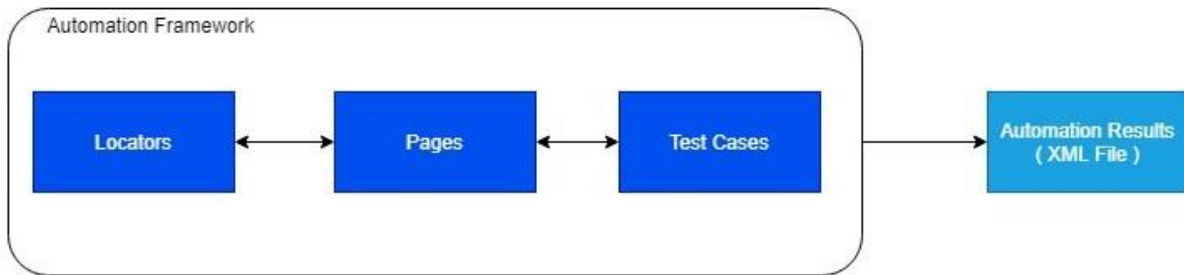 Automation Framework
Locators
Pages
Test Cases
Automation Results
( XML File )